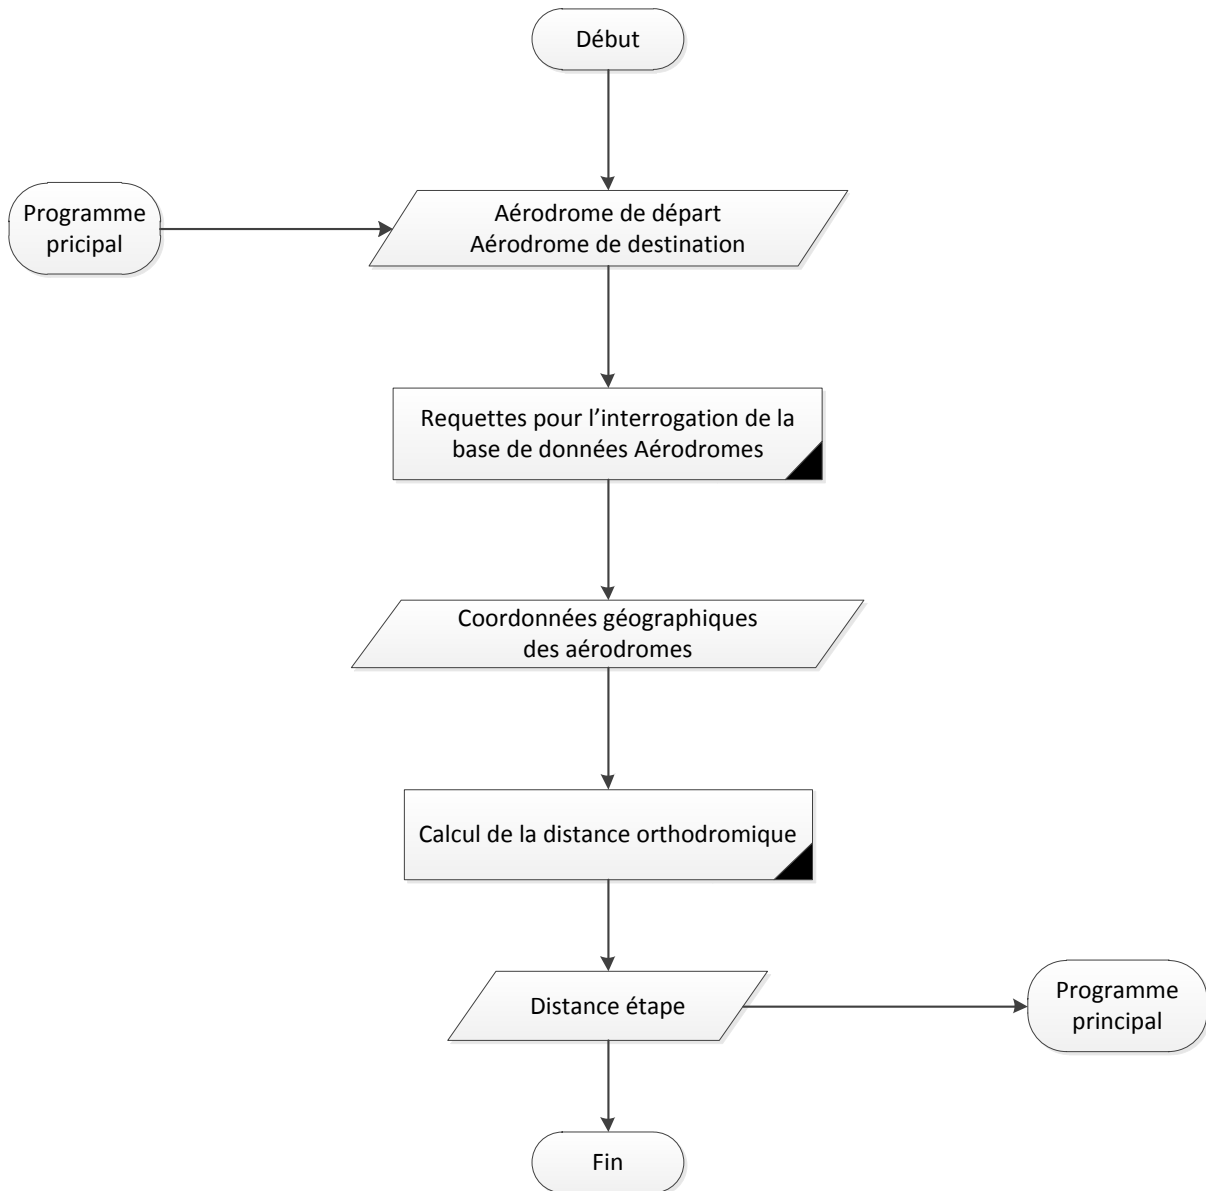 Début
Programme
pricipal
Aérodrome de départ
Aérodrome de destination
Requettes pour l’interrogation de la
base de données Aérodromes
Coordonnées géographiques
des aérodromes
Calcul de la distance orthodromique
Distance étape
Programme
principal
Fin